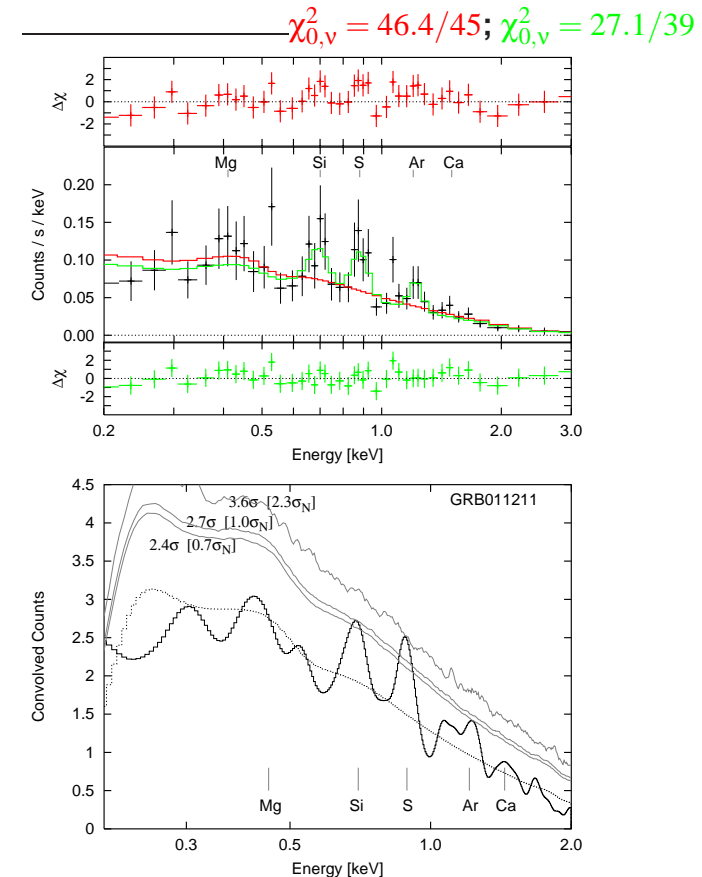 χ²₀,ν = 46.4/45; χ²₀,ν = 27.1/39
2
0
-2
Δχ
Mg Si S Ar Ca
0.20
0.15
0.10
0.05
0.00
Counts / s / keV
2
0
-2
Δχ
0.2 0.5 1.0 2.0 3.0
Energy [keV]
4.5
4
3.5
3
2.5
2
1.5
1
0.5
0
Convolved Counts
GRB011211
3.6σ [2.3σ_N]
2.7σ [1.0σ_N]
2.4σ [0.7σ_N]
Mg Si S Ar Ca
0.3 0.5 1.0 2.0
Energy [keV]